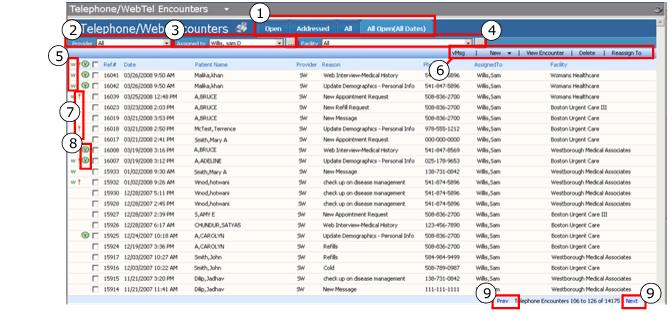 Telephone/WebTel Encounters
Telephone/Web Encounters Open Addressed All All Open(All Dates)
Provider All Assigned to Wills, sam D ... Facility All ...
vMsg | New | View Encounter | Delete | Reassign To
W Ref# Date Patient Name Provider Reason AssignedTo Facility
W 16041 03/26/2008 9:50 AM Malika,khan SW Web Interview-Medical History 541-847-5896 Willis,Sam Womans Healthcare
W 16042 03/26/2008 9:50 AM Malika,khan SW Update Demographics - Personal Info 541-847-5896 Willis,Sam Womans Healthcare
W 16039 03/25/2008 12:48 PM A,BRUCE SW New Appointment Request 508-836-2700 Willis,Sam Womans Healthcare
16023 03/23/2008 2:03 PM A,BRUCE SW New Refill Request 508-836-2700 Willis,Sam Boston Urgent Care III
16019 03/21/2008 3:53 PM A,BRUCE SW New Message 508-836-2700 Willis,Sam Boston Urgent Care
16018 03/21/2008 2:50 PM McTest,Terrence SW Update Demographics - Personal Info 978-555-1212 Willis,Sam Boston Urgent Care
16017 03/21/2008 2:41 PM Smith,Mary A SW New Appointment Request 000-000-0000 Willis,Sam Boston Urgent Care
16008 03/19/2008 3:16 PM A,BRUCE SW Web Interview-Medical History 541-847-8569 Willis,Sam Westborough Medical Associates
W 16007 03/19/2008 3:12 PM A,ADELINE SW Update Demographics - Personal Info 025-178-9653 Willis,Sam Westborough Medical Associates
W 15933 01/02/2008 9:30 AM Smith,Mary A SW New Message 138-731-0842 Willis,Sam Westborough Medical Associates
W 15932 01/02/2008 9:26 AM Wood,hotwani SW check up on disease management 541-874-5896 Willis,Sam Westborough Medical Associates
15930 12/28/2007 5:11 PM Wood,hotwani SW check up on disease management 541-874-5896 Willis,Sam Westborough Medical Associates
15928 12/28/2007 2:45 PM Wood,hotwani SW check up on disease management 541-874-5896 Willis,Sam Westborough Medical Associates
15927 12/28/2007 2:39 PM S,AMY E SW New Appointment Request 508-836-2700 Willis,Sam Boston Urgent Care III
15926 12/28/2007 6:17 AM CHUNDUR,SATYAS SW Web Interview-Medical History 123-456-7890 Willis,Sam Boston Urgent Care
15925 12/24/2007 10:18 AM A,CAROLYN SW Update Demographics - Personal Info 508-836-2700 Willis,Sam Boston Urgent Care
15924 12/19/2007 3:36 PM A,CAROLYN SW Refills 508-836-2700 Willis,Sam Boston Urgent Care
15917 12/03/2007 10:27 AM Smith,John SW Refills 584-984-9499 Willis,Sam Westborough Medical Associates
15916 12/03/2007 10:22 AM Smith,John SW Cold 508-789-0987 Willis,Sam Boston Urgent Care
15915 11/21/2007 3:20 PM Dilip,Jadhav SW check up on disease management 138-731-0842 Willis,Sam Westborough Medical Associates
15914 11/21/2007 11:41 AM Dilip,Jadhav SW New Message 111-111-1111 Willis,Sam
Prev Telephone Encounters 106 to 126 of 14175 Next
1
2
3
4
5
6
7
8
9
9